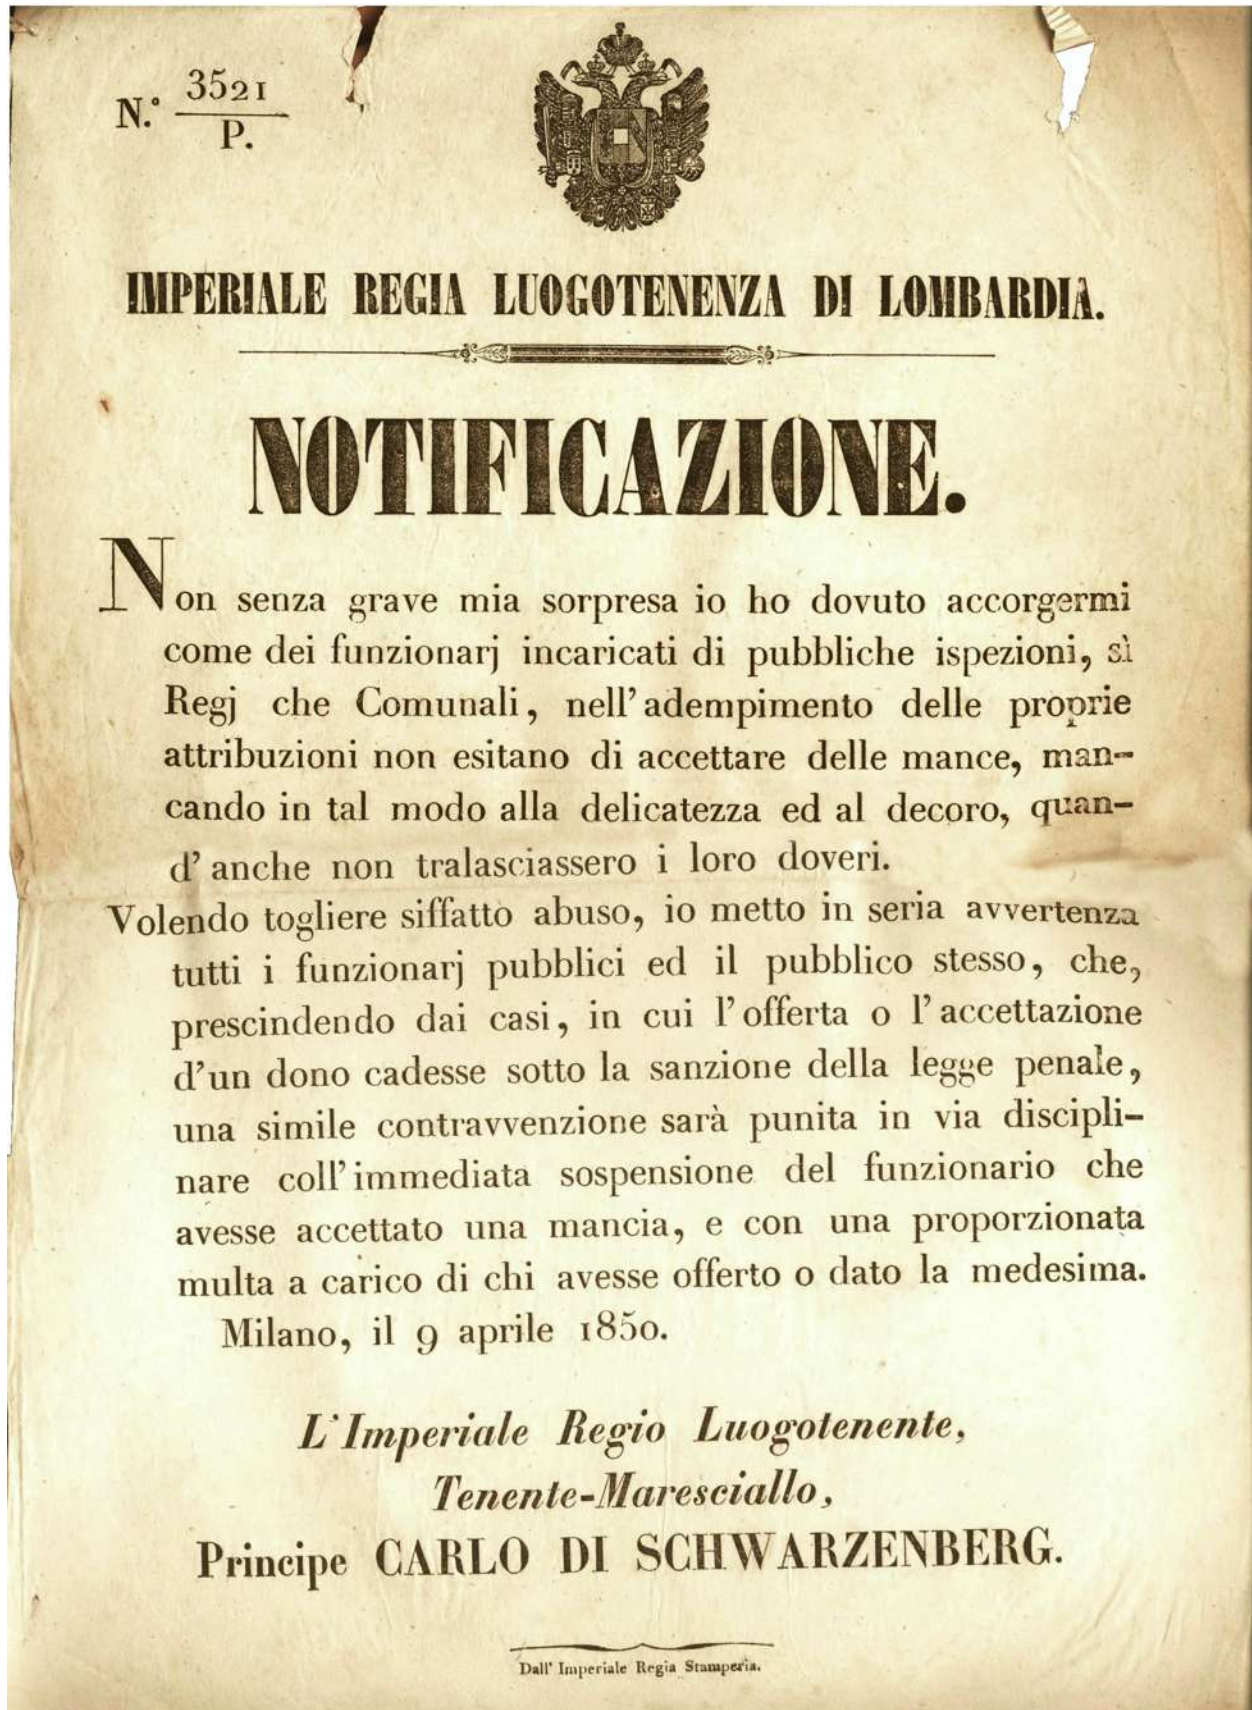 N.° 3521
P.
IMPERIALE REGIA LUOGOTENENZA DI LOMBARDIA.
NOTIFICAZIONE.
Non senza grave mia sorpresa io ho dovuto accorgermi
come dei funzionarj incaricati di pubbliche ispezioni, sì
Regj che Comunali, nell'adempimento delle proprie
attribuzioni non esitano di accettare delle mance, man-
cando in tal modo alla delicatezza ed al decoro, quan-
d'anche non tralasciassero i loro doveri.
Volendo togliere siffatto abuso, io metto in seria avvertenza
tutti i funzionarj pubblici ed il pubblico stesso, che,
prescindendo dai casi, in cui l'offerta o l'accettazione
d'un dono cadesse sotto la sanzione della legge penale,
una simile contravvenzione sarà punita in via discipli-
nare coll'immediata sospensione del funzionario che
avesse accettato una mancia, e con una proporzionata
multa a carico di chi avesse offerto o dato la medesima.
Milano, il 9 aprile 1850.
L'Imperiale Regio Luogotenente,
Tenente-Maresciallo,
Principe CARLO DI SCHWARZENBERG.
Dall' Imperiale Regia Stamperia.